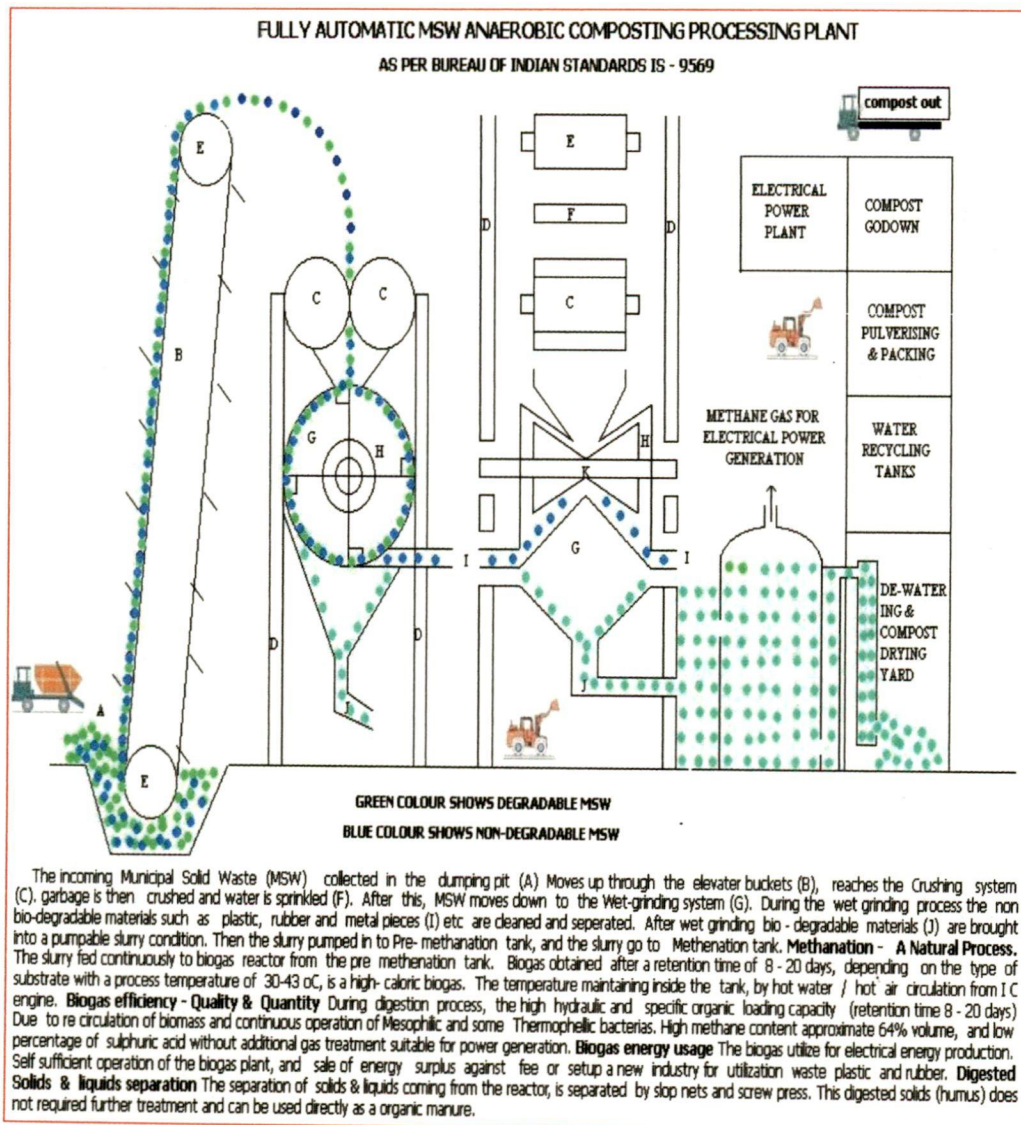 FULLY AUTOMATIC MSW ANAEROBIC COMPOSTING PROCESSING PLANT
AS PER BUREAU OF INDIAN STANDARDS IS - 9569
compost out
E
E
D
D
F
C
C
C
B
ELECTRICAL
POWER
PLANT
COMPOST
GODOWN
COMPOST
PULVERISING
& PACKING
METHANE GAS FOR
ELECTRICAL POWER
GENERATION
WATER
RECYCLING
TANKS
G
H
H
K
I
G
I
D
D
DE-WATER
ING &
COMPOST
DRYING
YARD
J
J
A
E
GREEN COLOUR SHOWS DEGRADABLE MSW
BLUE COLOUR SHOWS NON-DEGRADABLE MSW
The incoming Municipal Solid Waste (MSW) collected in the dumping pit (A) Moves up through the elevater buckets (B), reaches the Crushing system
(C). garbage is then crushed and water is sprinkled (F). After this, MSW moves down to the Wet-grinding system (G). During the wet grinding process the non
bio-degradable materials such as plastic, rubber and metal pieces (I) etc are cleaned and seperated. After wet grinding bio - degradable materials (J) are brought
into a pumpable slurry condition. Then the slurry pumped in to Pre- methanation tank, and the slurry go to Methenation tank. Methanation - A Natural Process.
The slurry fed continuously to biogas reactor from the pre methenation tank. Biogas obtained after a retention time of 8 - 20 days, depending on the type of
substrate with a process temperature of 30-43 oC, is a high- caloric biogas. The temperature maintaining inside the tank, by hot water / hot air circulation from I C
engine. Biogas efficiency - Quality & Quantity During digestion process, the high hydraulic and specific organic loading capacity (retention time 8 - 20 days)
Due to re circulation of biomass and continuous operation of Mesophilic and some Thermophellic bacterias. High methane content approximate 64% volume, and low
percentage of sulphuric acid without additional gas treatment suitable for power generation. Biogas energy usage The biogas utilize for electrical energy production.
Self sufficient operation of the biogas plant, and sale of energy surplus against fee or setup a new industry for utilization waste plastic and rubber. Digested
Solids & liquids separation The separation of solids & liquids coming from the reactor, is separated by slop nets and screw press. This digested solids (humus) does
not required further treatment and can be used directly as a organic manure.